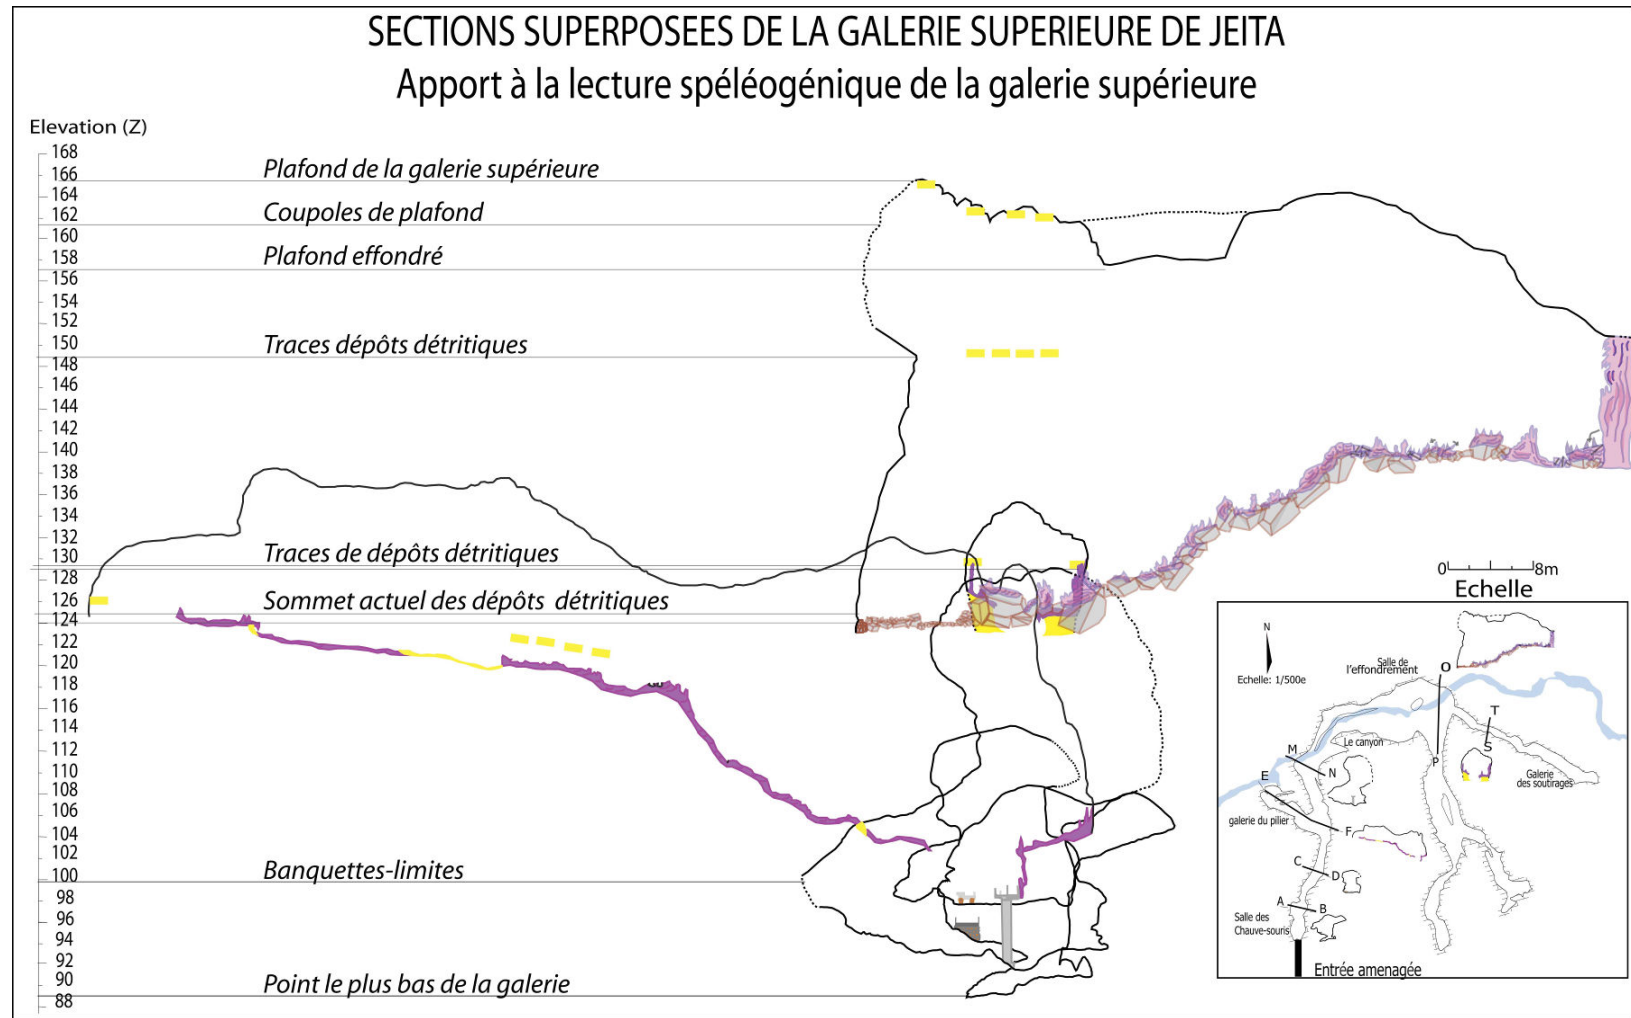 SECTIONS SUPERPOSEES DE LA GALERIE SUPERIEURE DE JEITA
Apport à la lecture spéléogénique de la galerie supérieure
Elevation (Z)
168
166
164
162
160
158
156
154
152
150
148
146
144
142
140
138
136
134
132
130
128
126
124
122
120
118
116
114
112
110
108
106
104
102
100
98
96
94
92
90
88
Plafond de la galerie supérieure
Coupoles de plafond
Plafond effondré
Traces dépôts détritiques
Traces de dépôts détritiques
Sommet actuel des dépôts détritiques
Banquettes-limites
Point le plus bas de la galerie
0 8m
Echelle
N
Echelle: 1/500e
Salle de
l'effondrement
O
T
S
M
Le canyon
P
N
E
Galerie
des soutirages
galerie du pilier
F
C
D
A
B
Salle des
Chauve-souris
Entrée amenagée